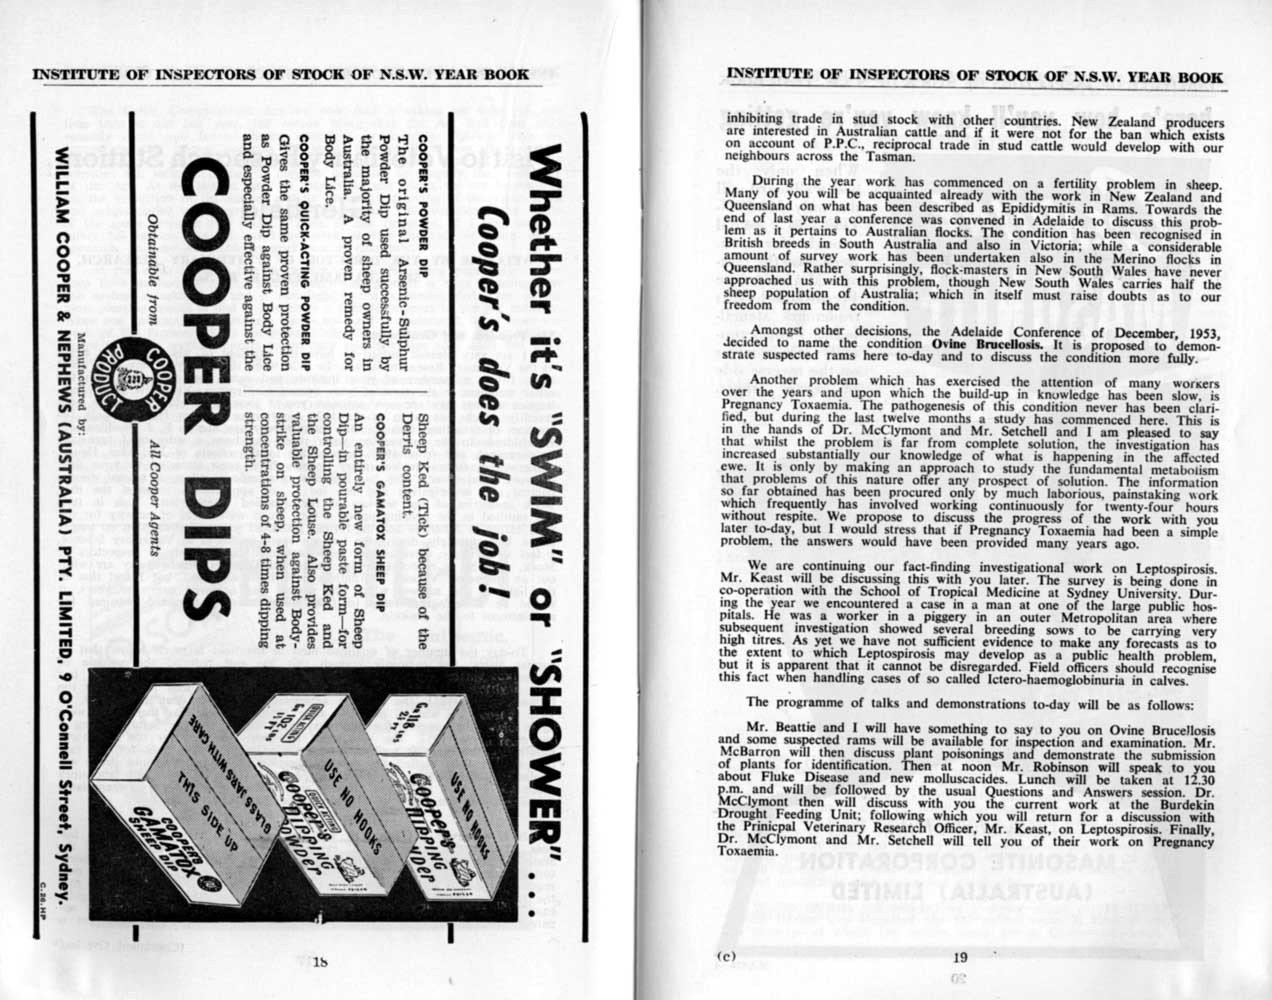 INSTITUTE OF INSPECTORS OF STOCK OF N.S.W. YEAR BOOK
Whether it's "SWIM" or "SHOWER" . . .
Cooper's does the job!
COOPER'S POWDER DIP
The original Arsenic-Sulphur
Powder Dip used successfully by
the majority of sheep owners in
Australia. A proven remedy for
Body Lice.
COOPER'S QUICK-ACTING POWDER DIP
Gives the same proven protection
as Powder Dip against Body Lice
and especially effective against the
Sheep Ked (Tick) because of the
Derris content.
COOPER'S GAMATOX SHEEP DIP
An entirely new form of Sheep
Dip—in pourable paste form—for
controlling the Sheep Ked and
the Sheep Louse. Also provides
valuable protection against Body-
strike on sheep, when used at
concentrations of 4-8 times dipping
strength.
COOPER DIPS
Obtainable from
COOPER
PRODUCT
All Cooper Agents
Manufactured by:
WILLIAM COOPER & NEPHEWS (AUSTRALIA) PTY. LIMITED, 9 O'Connell Street, Sydney.
USE NO HOOKS
Cooper's
DIPPING
USE NO HOOKS
Cooper's
DIPPING
POWDER
GLASS JARS WITH CARE
THIS SIDE UP
COOPER'S
GAMATOX
SHEEP DIP
C.26.HP
18
INSTITUTE OF INSPECTORS OF STOCK OF N.S.W. YEAR BOOK
inhibiting trade in stud stock with other countries. New Zealand producers
are interested in Australian cattle and if it were not for the ban which exists
on account of P.P.C., reciprocal trade in stud cattle would develop with our
neighbours across the Tasman.
During the year work has commenced on a fertility problem in sheep.
Many of you will be acquainted already with the work in New Zealand and
Queensland on what has been described as Epididymitis in Rams. Towards the
end of last year a conference was convened in Adelaide to discuss this prob-
lem as it pertains to Australian flocks. The condition has been recognised in
British breeds in South Australia and also in Victoria; while a considerable
amount of survey work has been undertaken also in the Merino flocks in
Queensland. Rather surprisingly, flock-masters in New South Wales have never
approached us with this problem, though New South Wales carries half the
sheep population of Australia; which in itself must raise doubts as to our
freedom from the condition.
Amongst other decisions, the Adelaide Conference of December, 1953,
decided to name the condition Ovine Brucellosis. It is proposed to demon-
strate suspected rams here to-day and to discuss the condition more fully.
Another problem which has exercised the attention of many workers
over the years and upon which the build-up in knowledge has been slow, is
Pregnancy Toxaemia. The pathogenesis of this condition never has been clari-
fied, but during the last twelve months a study has commenced here. This is
in the hands of Dr. McClymont and Mr. Setchell and I am pleased to say
that whilst the problem is far from complete solution, the investigation has
increased substantially our knowledge of what is happening in the affected
ewe. It is only by making an approach to study the fundamental metabolism
that problems of this nature offer any prospect of solution. The information
so far obtained has been procured only by much laborious, painstaking work
which frequently has involved working continuously for twenty-four hours
without respite. We propose to discuss the progress of the work with you
later to-day, but I would stress that if Pregnancy Toxaemia had been a simple
problem, the answers would have been provided many years ago.
We are continuing our fact-finding investigational work on Leptospirosis.
Mr. Keast will be discussing this with you later. The survey is being done in
co-operation with the School of Tropical Medicine at Sydney University. Dur-
ing the year we encountered a case in a man at one of the large public hos-
pitals. He was a worker in a piggery in an outer Metropolitan area where
subsequent investigation showed several breeding sows to be carrying very
high titres. As yet we have not sufficient evidence to make any forecasts as to
the extent to which Leptospirosis may develop as a public health problem,
but it is apparent that it cannot be disregarded. Field officers should recognise
this fact when handling cases of so called Ictero-haemoglobinuria in calves.
The programme of talks and demonstrations to-day will be as follows:
Mr. Beattie and I will have something to say to you on Ovine Brucellosis
and some suspected rams will be available for inspection and examination. Mr.
McBarron will then discuss plant poisonings and demonstrate the submission
of plants for identification. Then at noon Mr. Robinson will speak to you
about Fluke Disease and new molluscacides. Lunch will be taken at 12.30
p.m. and will be followed by the usual Questions and Answers session. Dr.
McClymont then will discuss with you the current work at the Burdekin
Drought Feeding Unit; following which you will return for a discussion with
the Prinicpal Veterinary Research Officer, Mr. Keast, on Leptospirosis. Finally,
Dr. McClymont and Mr. Setchell will tell you of their work on Pregnancy
Toxaemia.
(c)
19